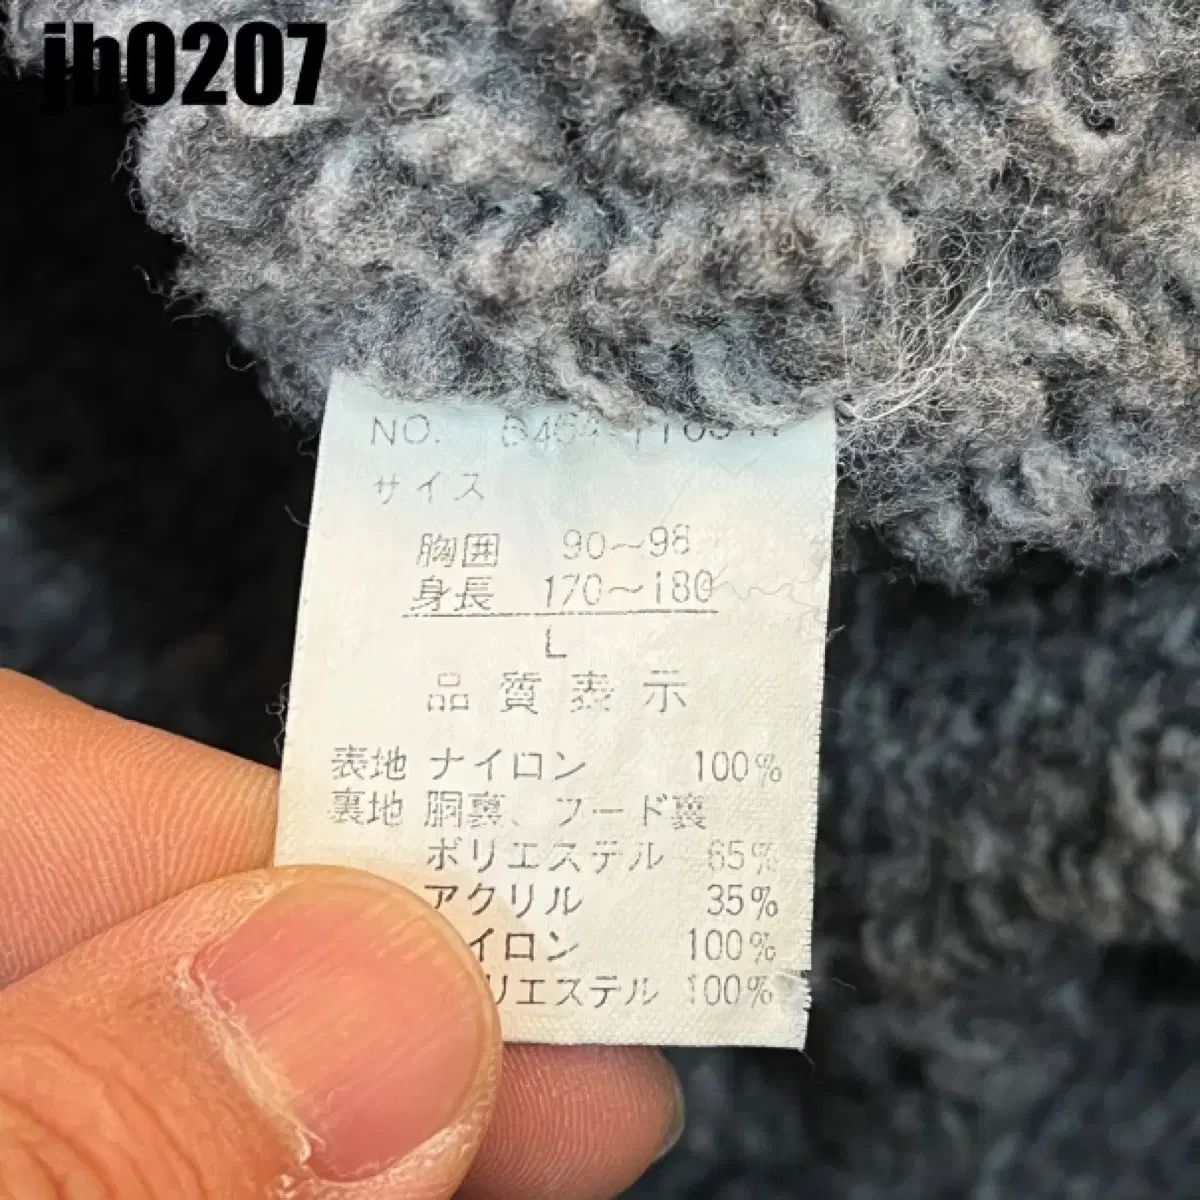 jh0207
NO.
サイス
胸囲 90～98
身長 170～180
L
品質表示
表地 ナイロン 100%
裏地 胴裏、フード裏
ポリエステル 65%
アクリル 35%
イロン 100%
リエステル 100%